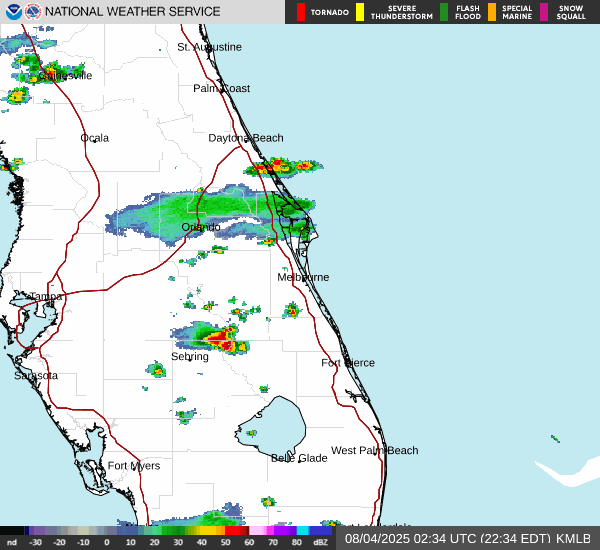 NATIONAL WEATHER SERVICE
TORNADO
SEVERE THUNDERSTORM
FLASH FLOOD
SPECIAL MARINE
SNOW SQUALL
St. Augustine
Gainesville
Palm Coast
Ocala
Daytona Beach
Orlando
Melbourne
Tampa
Sebring
Fort Pierce
Sarasota
West Palm Beach
Belle Glade
Fort Myers
nd -30 -20 -10 0 10 20 30 40 50 60 70 80 dBZ
08/04/2025 02:34 UTC (22:34 EDT) KMLB